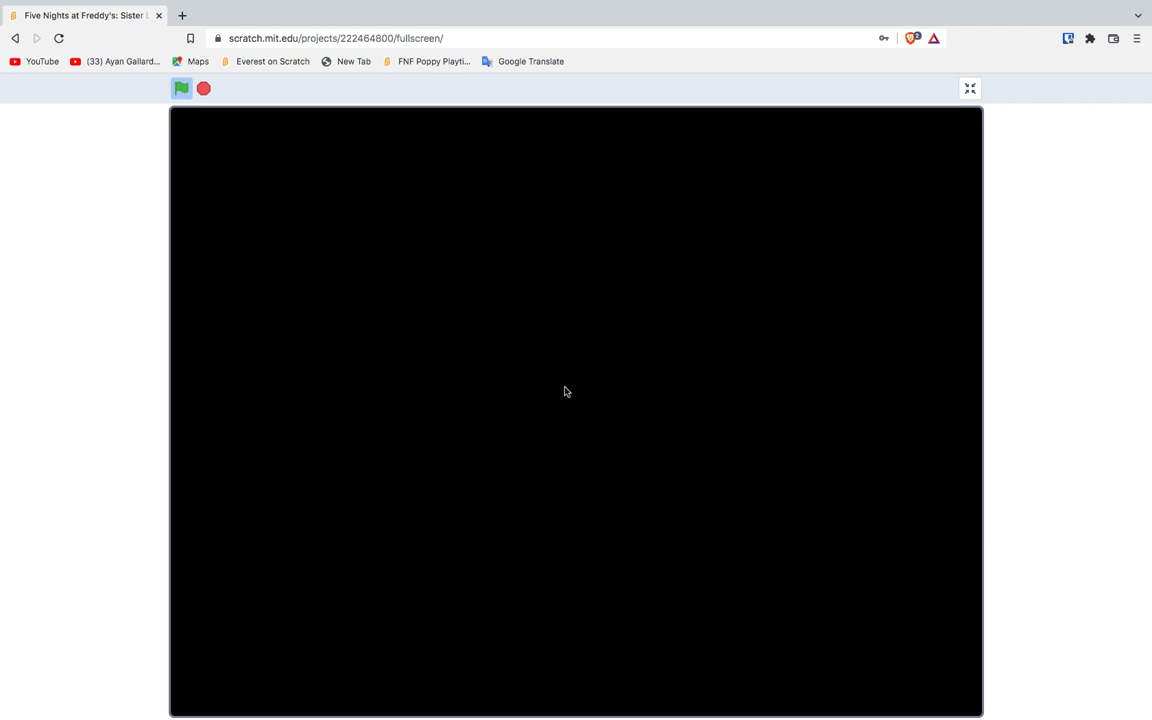 Five Nights at Freddy's: Sister
scratch.mit.edu/projects/222464800/fullscreen/
2
YouTube
(33) Ayan Gallard...
Maps
Everest on Scratch
New Tab
FNF Poppy Playti...
Google Translate